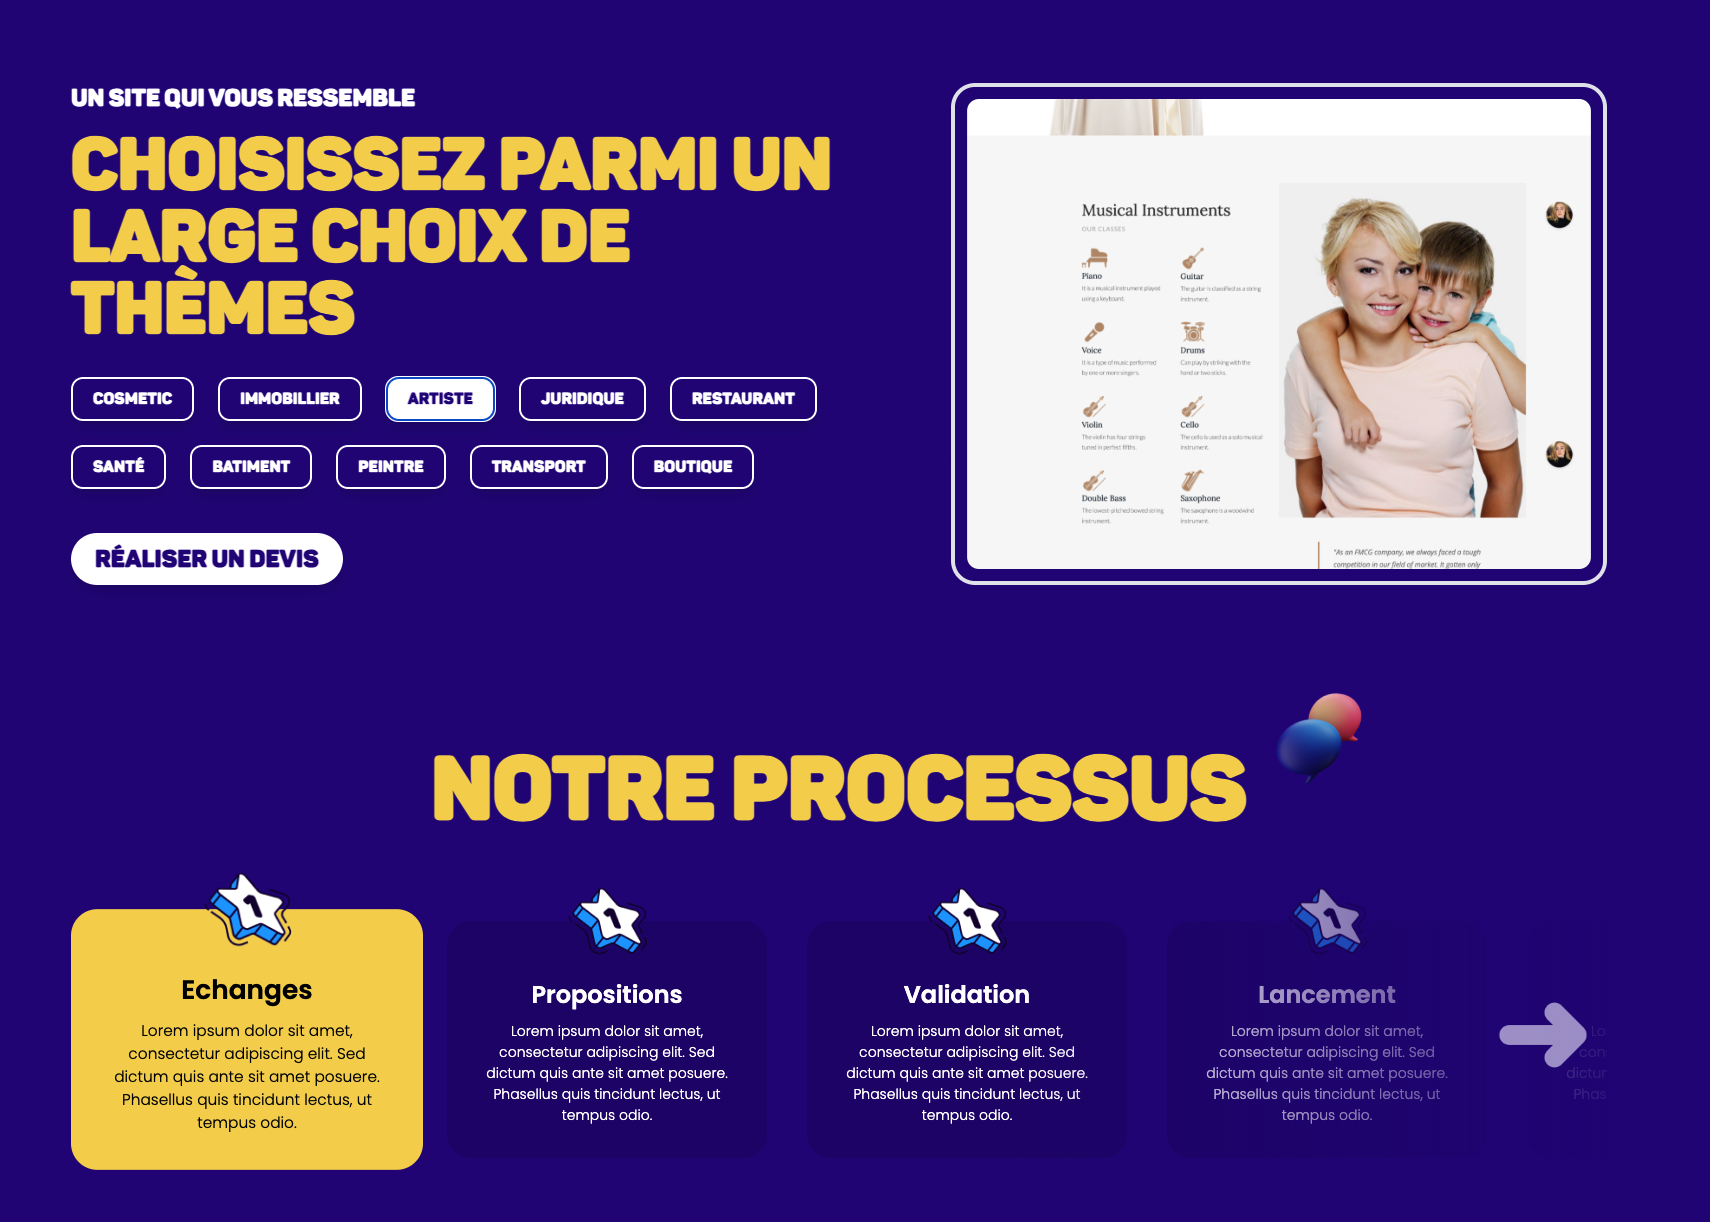 UN SITE QUI VOUS RESSEMBLE
CHOISISSEZ PARMI UN
LARGE CHOIX DE
THÈMES
COSMETIC
IMMOBILLIER
ARTISTE
JURIDIQUE
RESTAURANT
SANTÉ
BATIMENT
PEINTRE
TRANSPORT
BOUTIQUE
RÉALISER UN DEVIS
Musical Instruments
OUR CLASSES
Piano
It is a musical instrument played
using a keyboard.
Guitar
The guitar is classified as a string
instrument.
Voice
It is a type of music performed
by one or more singers.
Drums
Can play by striking with the
hand or two sticks.
Violin
The violin has four strings
tuned in perfect fifths.
Cello
The cello is used as a solo musical
instrument.
Double Bass
The lowest-pitched bowed string
instrument.
Saxophone
The saxophone is a woodwind
instrument.
"As an FMCG company, we always faced a tough
competition in our field of market. It gotten only
NOTRE PROCESSUS
1
Echanges
Lorem ipsum dolor sit amet,
consectetur adipiscing elit. Sed
dictum quis ante sit amet posuere.
Phasellus quis tincidunt lectus, ut
tempus odio.
1
Propositions
Lorem ipsum dolor sit amet,
consectetur adipiscing elit. Sed
dictum quis ante sit amet posuere.
Phasellus quis tincidunt lectus, ut
tempus odio.
1
Validation
Lorem ipsum dolor sit amet,
consectetur adipiscing elit. Sed
dictum quis ante sit amet posuere.
Phasellus quis tincidunt lectus, ut
tempus odio.
1
Lancement
Lorem ipsum dolor sit amet,
consectetur adipiscing elit. Sed
dictum quis ante sit amet posuere.
Phasellus quis tincidunt lectus, ut
tempus odio.